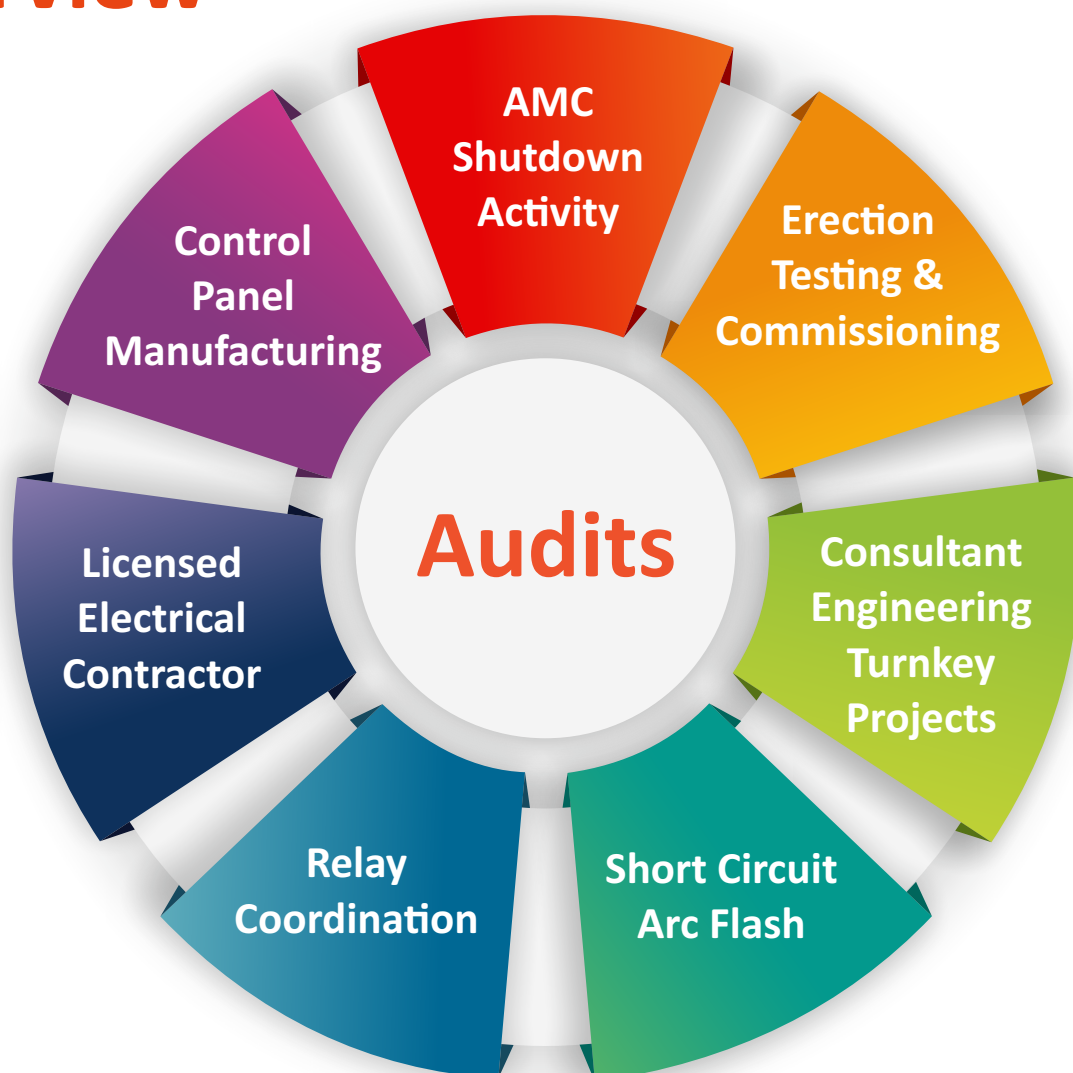 AMC
Shutdown
Activity
Erection
Testing &
Commissioning
Consultant
Engineering
Turnkey
Projects
Short Circuit
Arc Flash
Relay
Coordination
Licensed
Electrical
Contractor
Control
Panel
Manufacturing
Audits